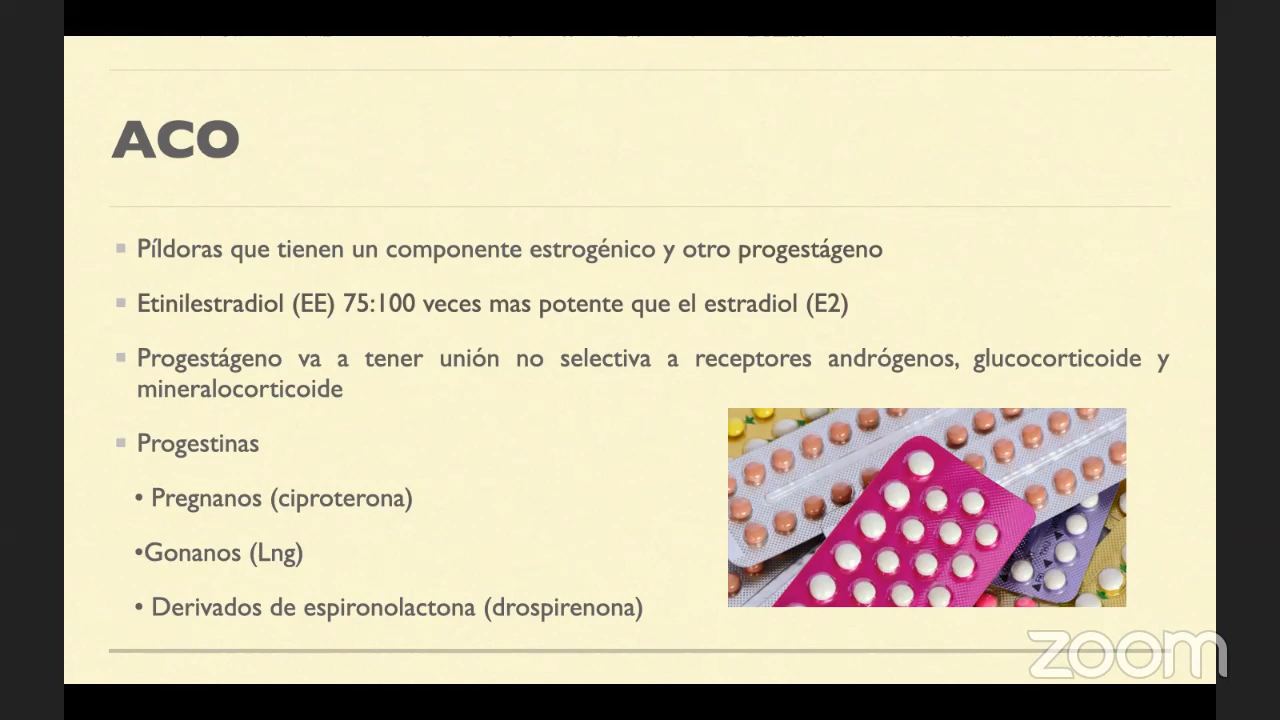 ACO
▪ Píldoras que tienen un componente estrogénico y otro progestágeno
▪ Etinilestradiol (EE) 75:100 veces mas potente que el estradiol (E2)
▪ Progestágeno va a tener unión no selectiva a receptores andrógenos, glucocorticoide y
mineralocorticoide
▪ Progestinas
• Pregnanos (ciproterona)
•Gonanos (Lng)
• Derivados de espironolactona (drospirenona)
zoom